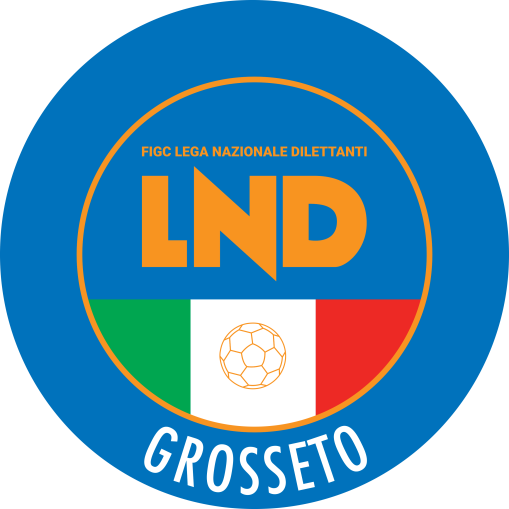 FIGC LEGA NAZIONALE DILETTANTI
LND
GROSSETO